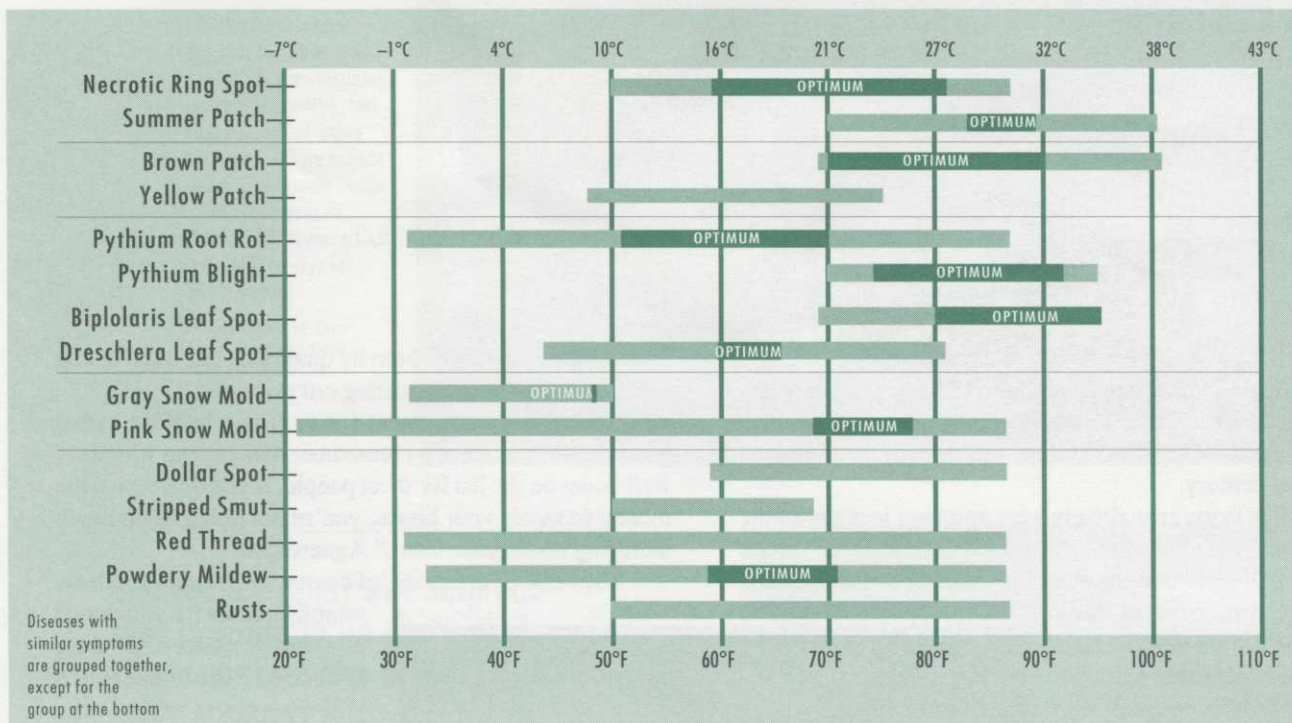 −7°C −1°C 4°C 10°C 16°C 21°C 27°C 32°C 38°C 43°C
Necrotic Ring Spot OPTIMUM
Summer Patch OPTIMUM
Brown Patch OPTIMUM
Yellow Patch
Pythium Root Rot OPTIMUM
Pythium Blight OPTIMUM
Biplolaris Leaf Spot OPTIMUM
Dreschlera Leaf Spot OPTIMUM
Gray Snow Mold OPTIMUM
Pink Snow Mold OPTIMUM
Dollar Spot
Stripped Smut
Red Thread
Powdery Mildew OPTIMUM
Rusts
Diseases with
similar symptoms
are grouped together,
except for the
group at the bottom
20°F 30°F 40°F 50°F 60°F 70°F 80°F 90°F 100°F 110°F